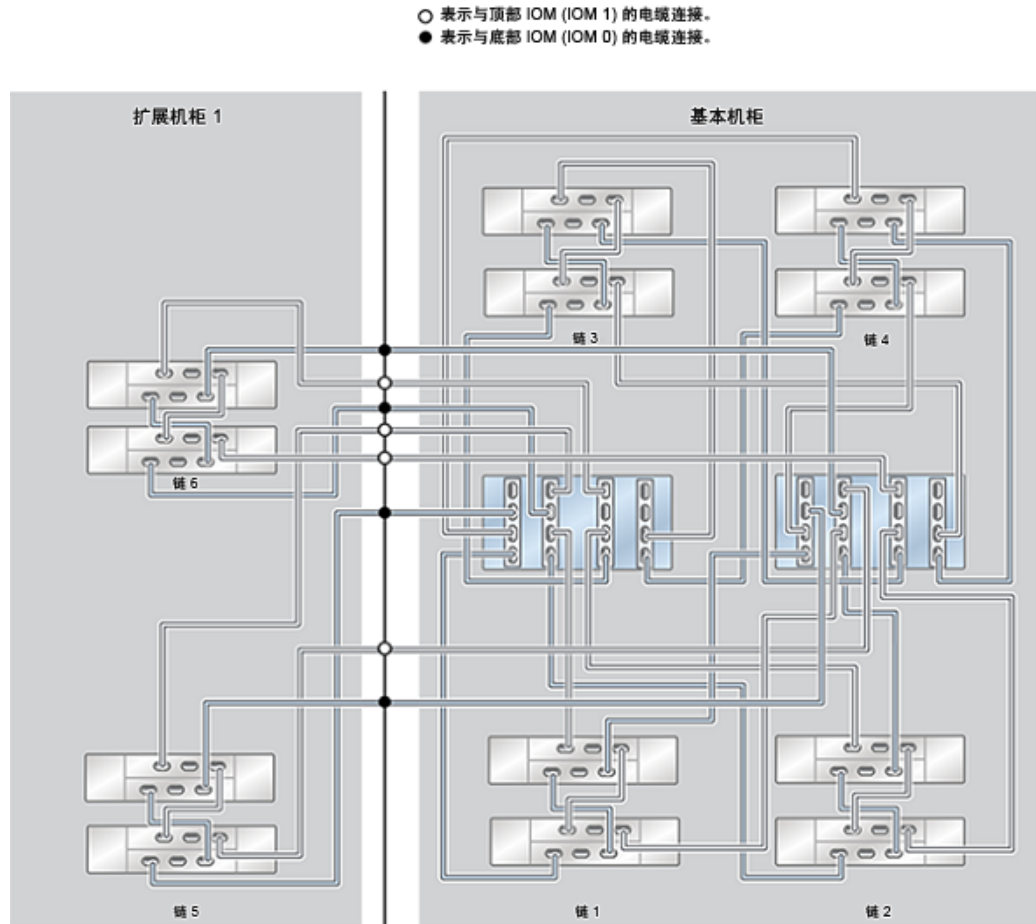 表示与顶部 IOM (IOM 1) 的电缆连接。
表示与底部 IOM (IOM 0) 的电缆连接。
扩展机柜 1
基本机柜
链 3
链 4
链 6
链 5
链 1
链 2